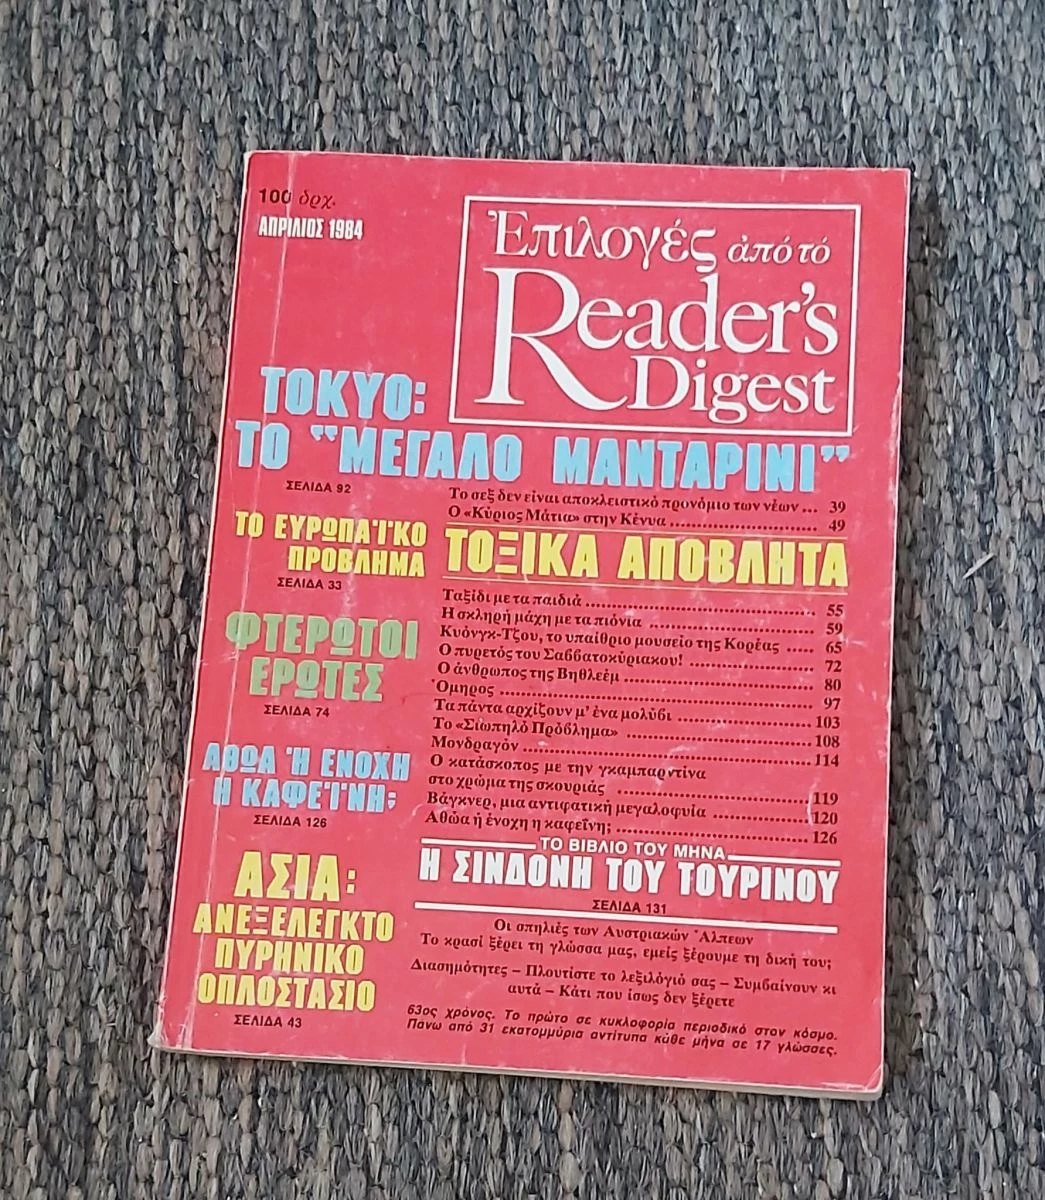 100 δρχ.
ΑΠΡΙΛΙΟΣ 1984
Ἐπιλογές ἀπό τό
Reader's
Digest
ΤΟΚΥΟ:
ΤΟ "ΜΕΓΑΛΟ ΜΑΝΤΑΡΙΝΙ"
ΣΕΛΙΔΑ 92
ΤΟ ΕΥΡΩΠΑΪΚΟ
ΠΡΟΒΛΗΜΑ
ΣΕΛΙΔΑ 33
ΦΤΕΡΩΤΟΙ
ΕΡΩΤΕΣ
ΣΕΛΙΔΑ 74
ΑΘΩΑ Ή ΕΝΟΧΗ
Η ΚΑΦΕΪΝΗ;
ΣΕΛΙΔΑ 126
ΑΣΙΑ:
ΑΝΕΞΕΛΕΓΚΤΟ
ΠΥΡΗΝΙΚΟ
ΟΠΛΟΣΤΑΣΙΟ
ΣΕΛΙΔΑ 43
Το σεξ δεν είναι αποκλειστικό προνόμιο των νέων ... 39
Ο «Κύριος Μάτια» στην Κένυα ... 49
ΤΟΞΙΚΑ ΑΠΟΒΛΗΤΑ
Ταξίδι με τα παιδιά ... 55
Η σκληρή μάχη με τα πιόνια ... 59
Κυόνγκ-Τζου, το υπαίθριο μουσείο της Κορέας ..... 65
Ο πυρετός του Σαββατοκύριακου! ... 72
Ο άνθρωπος της Βηθλεέμ ... 80
Όμηρος ... 97
Τα πάντα αρχίζουν μ' ένα μολύβι ... 103
Το «Σιωπηλό Πρόβλημα» ... 108
Μονδραγόν ... 114
Ο κατάσκοπος με την γκαμπαρντίνα
στο χρώμα της σκουριάς ... 119
Βάγκνερ, μια αντιφατική μεγαλοφυία ... 120
Αθώα ή ένοχη η καφεΐνη; ... 126
ΤΟ ΒΙΒΛΙΟ ΤΟΥ ΜΗΝΑ
Η ΣΙΝΔΟΝΗ ΤΟΥ ΤΟΥΡΙΝΟΥ
ΣΕΛΙΔΑ 131
Οι σπηλιές των Αυστριακών Άλπεων
Το κρασί ξέρει τη γλώσσα μας, εμείς ξέρουμε τη δική του;
Διασημότητες – Πλουτίστε το λεξιλόγιό σας – Συμβαίνουν κι
αυτά – Κάτι που ίσως δεν ξέρετε
63ος χρόνος. Το πρώτο σε κυκλοφορία περιοδικό στον κόσμο.
Πανω από 31 εκατομμύρια αντίτυπα κάθε μήνα σε 17 γλώσσες.